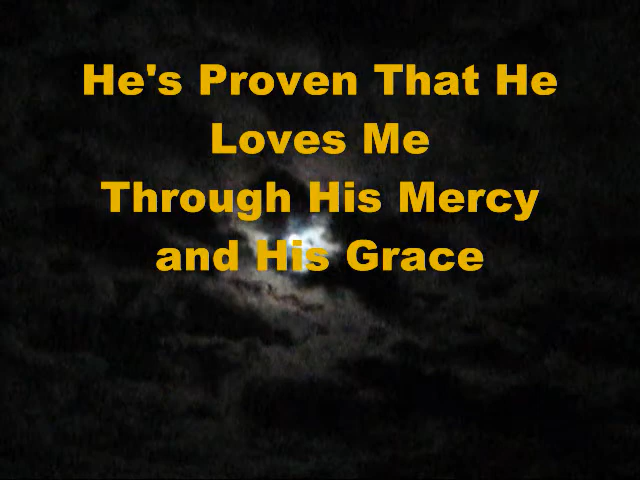 He's Proven That He
Loves Me
Through His Mercy
and His Grace